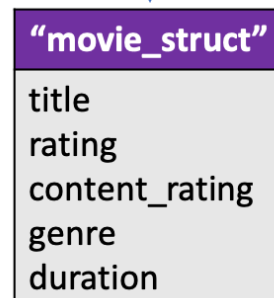 “movie_struct”
title
rating
content_rating
genre
duration